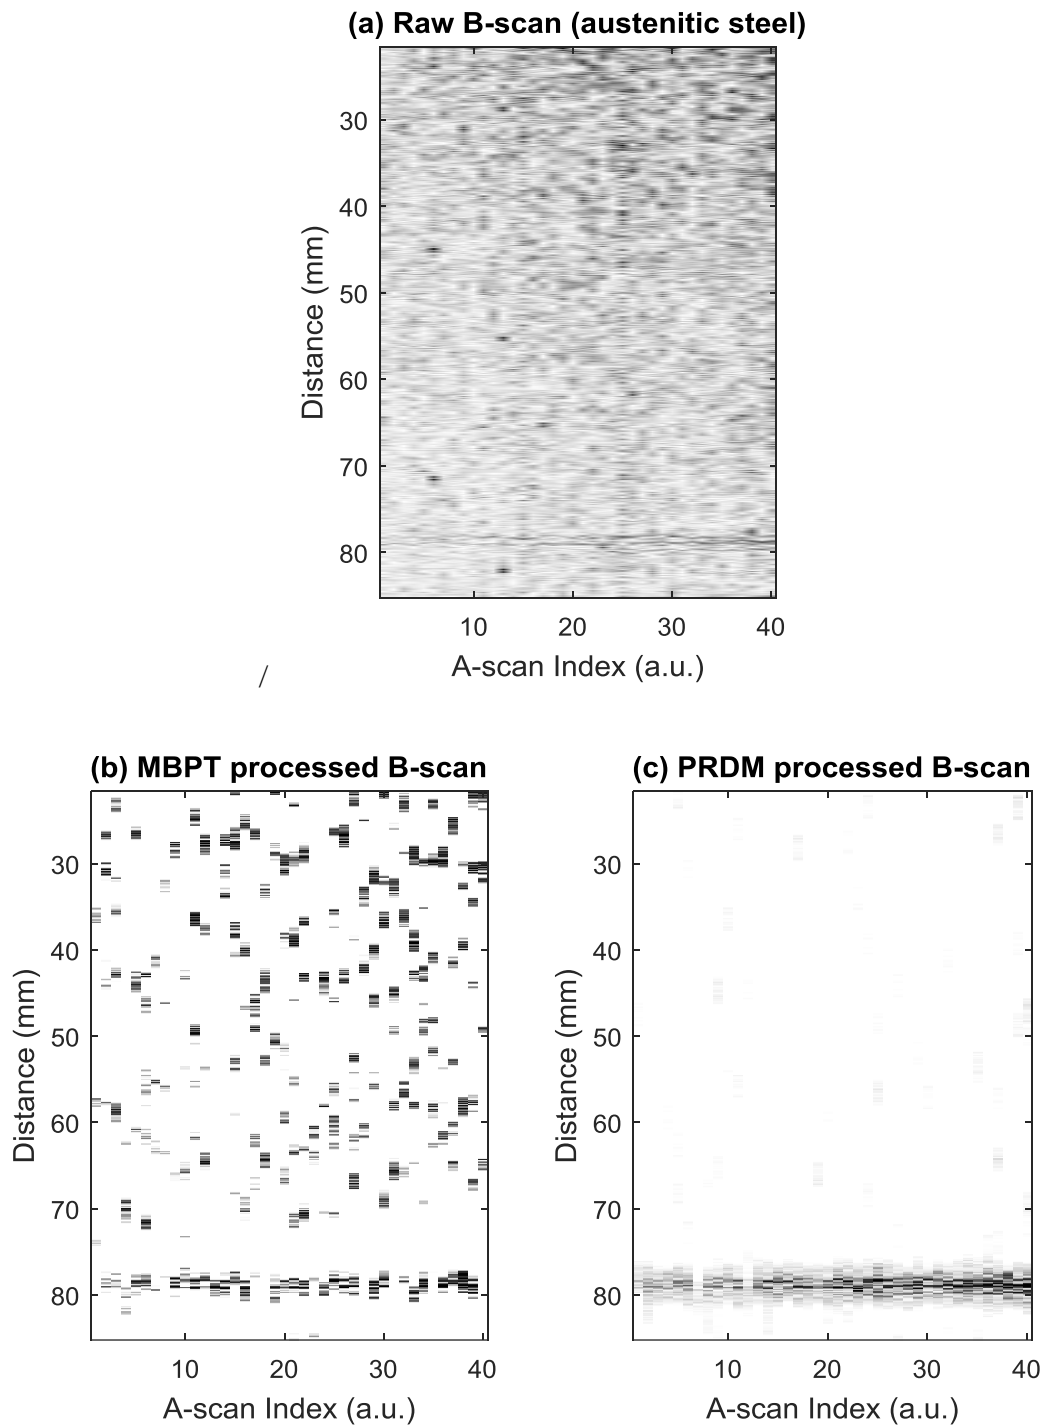 (a) Raw B-scan (austenitic steel)
30
40
50
60
70
80
Distance (mm)
10 20 30 40
A-scan Index (a.u.)
/
(b) MBPT processed B-scan
30
40
50
60
70
80
Distance (mm)
10 20 30 40
A-scan Index (a.u.)
(c) PRDM processed B-scan
30
40
50
60
70
80
Distance (mm)
10 20 30 40
A-scan Index (a.u.)